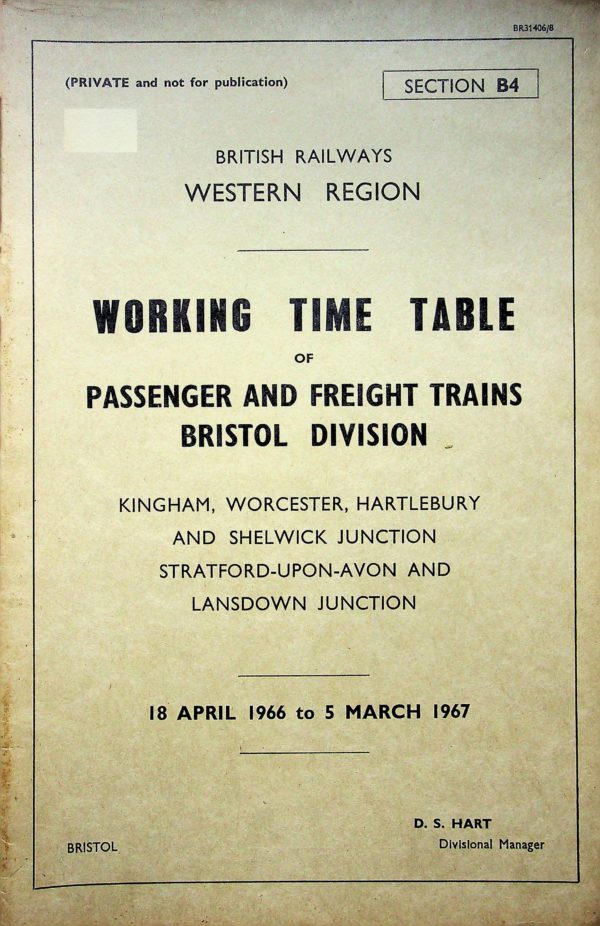 BR31406/8
(PRIVATE and not for publication)
SECTION B4
BRITISH RAILWAYS
WESTERN REGION
WORKING TIME TABLE
OF
PASSENGER AND FREIGHT TRAINS
BRISTOL DIVISION
KINGHAM, WORCESTER, HARTLEBURY
AND SHELWICK JUNCTION
STRATFORD-UPON-AVON AND
LANSDOWN JUNCTION
18 APRIL 1966 to 5 MARCH 1967
D. S. HART
BRISTOL
Divisional Manager